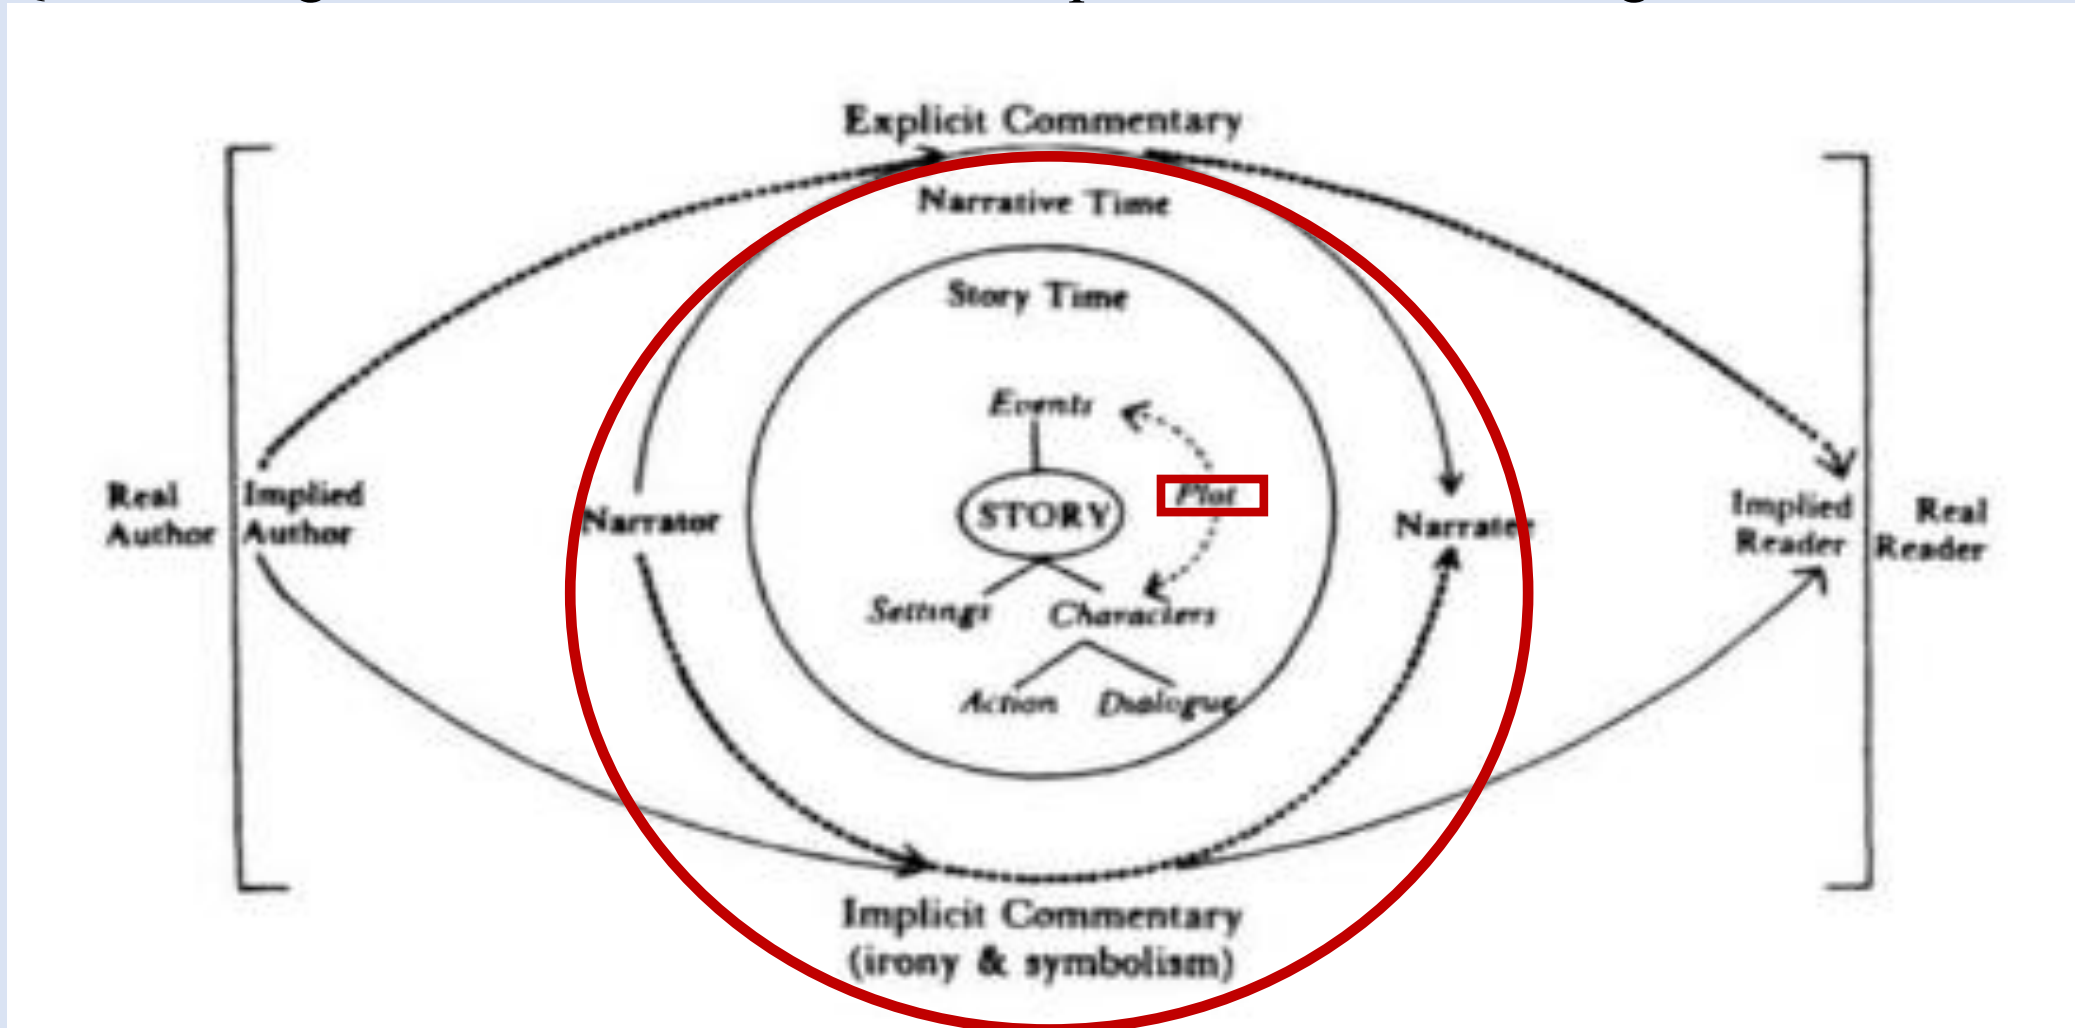 Explicit Commentary
Narrative Time
Story Time
Events
Plot
Real
Author
Implied
Author
Narrator
STORY
Narratee
Implied
Reader
Real
Reader
Settings
Characters
Action
Dialogue
Implicit Commentary
(irony & symbolism)